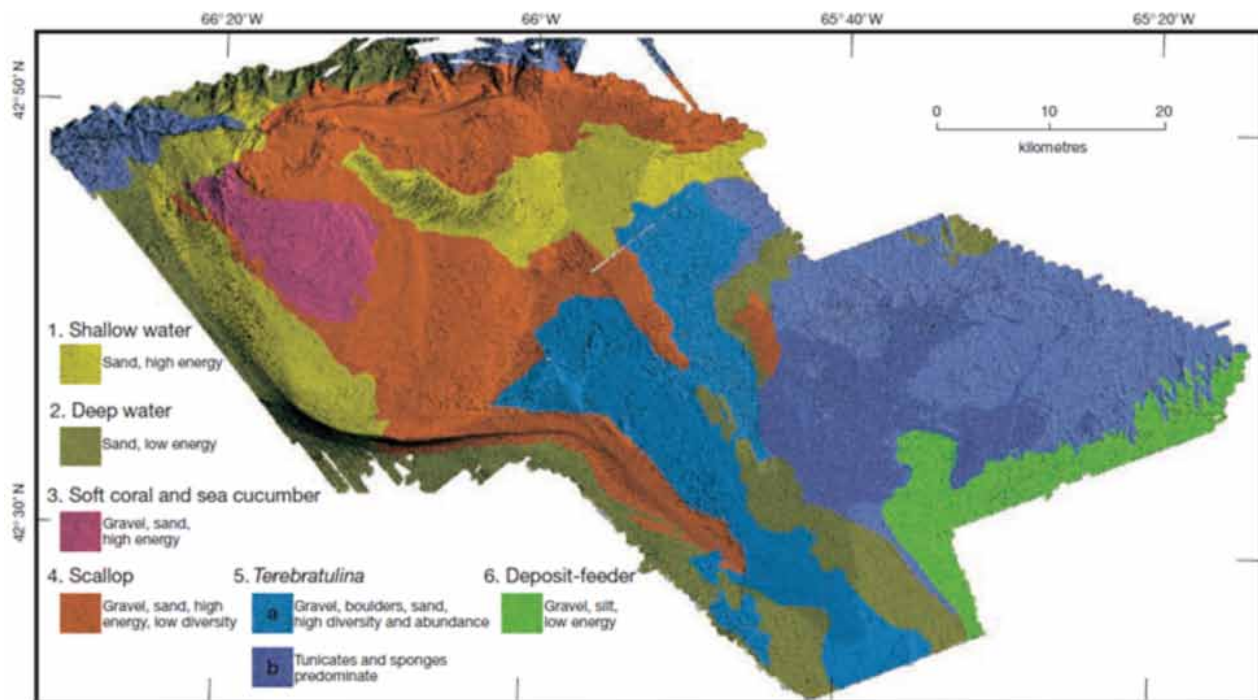 66°20'W 66°W 65°40'W 65°20'W
42°50'N
0 10 20
kilometres
1. Shallow water
Sand, high energy
2. Deep water
Sand, low energy
42°30'N
3. Soft coral and sea cucumber
Gravel, sand,
high energy
4. Scallop
Gravel, sand, high
energy, low diversity
5. Terebratulina
a
Gravel, boulders, sand,
high diversity and abundance
b
Tunicates and sponges
predominate
6. Deposit-feeder
Gravel, silt,
low energy